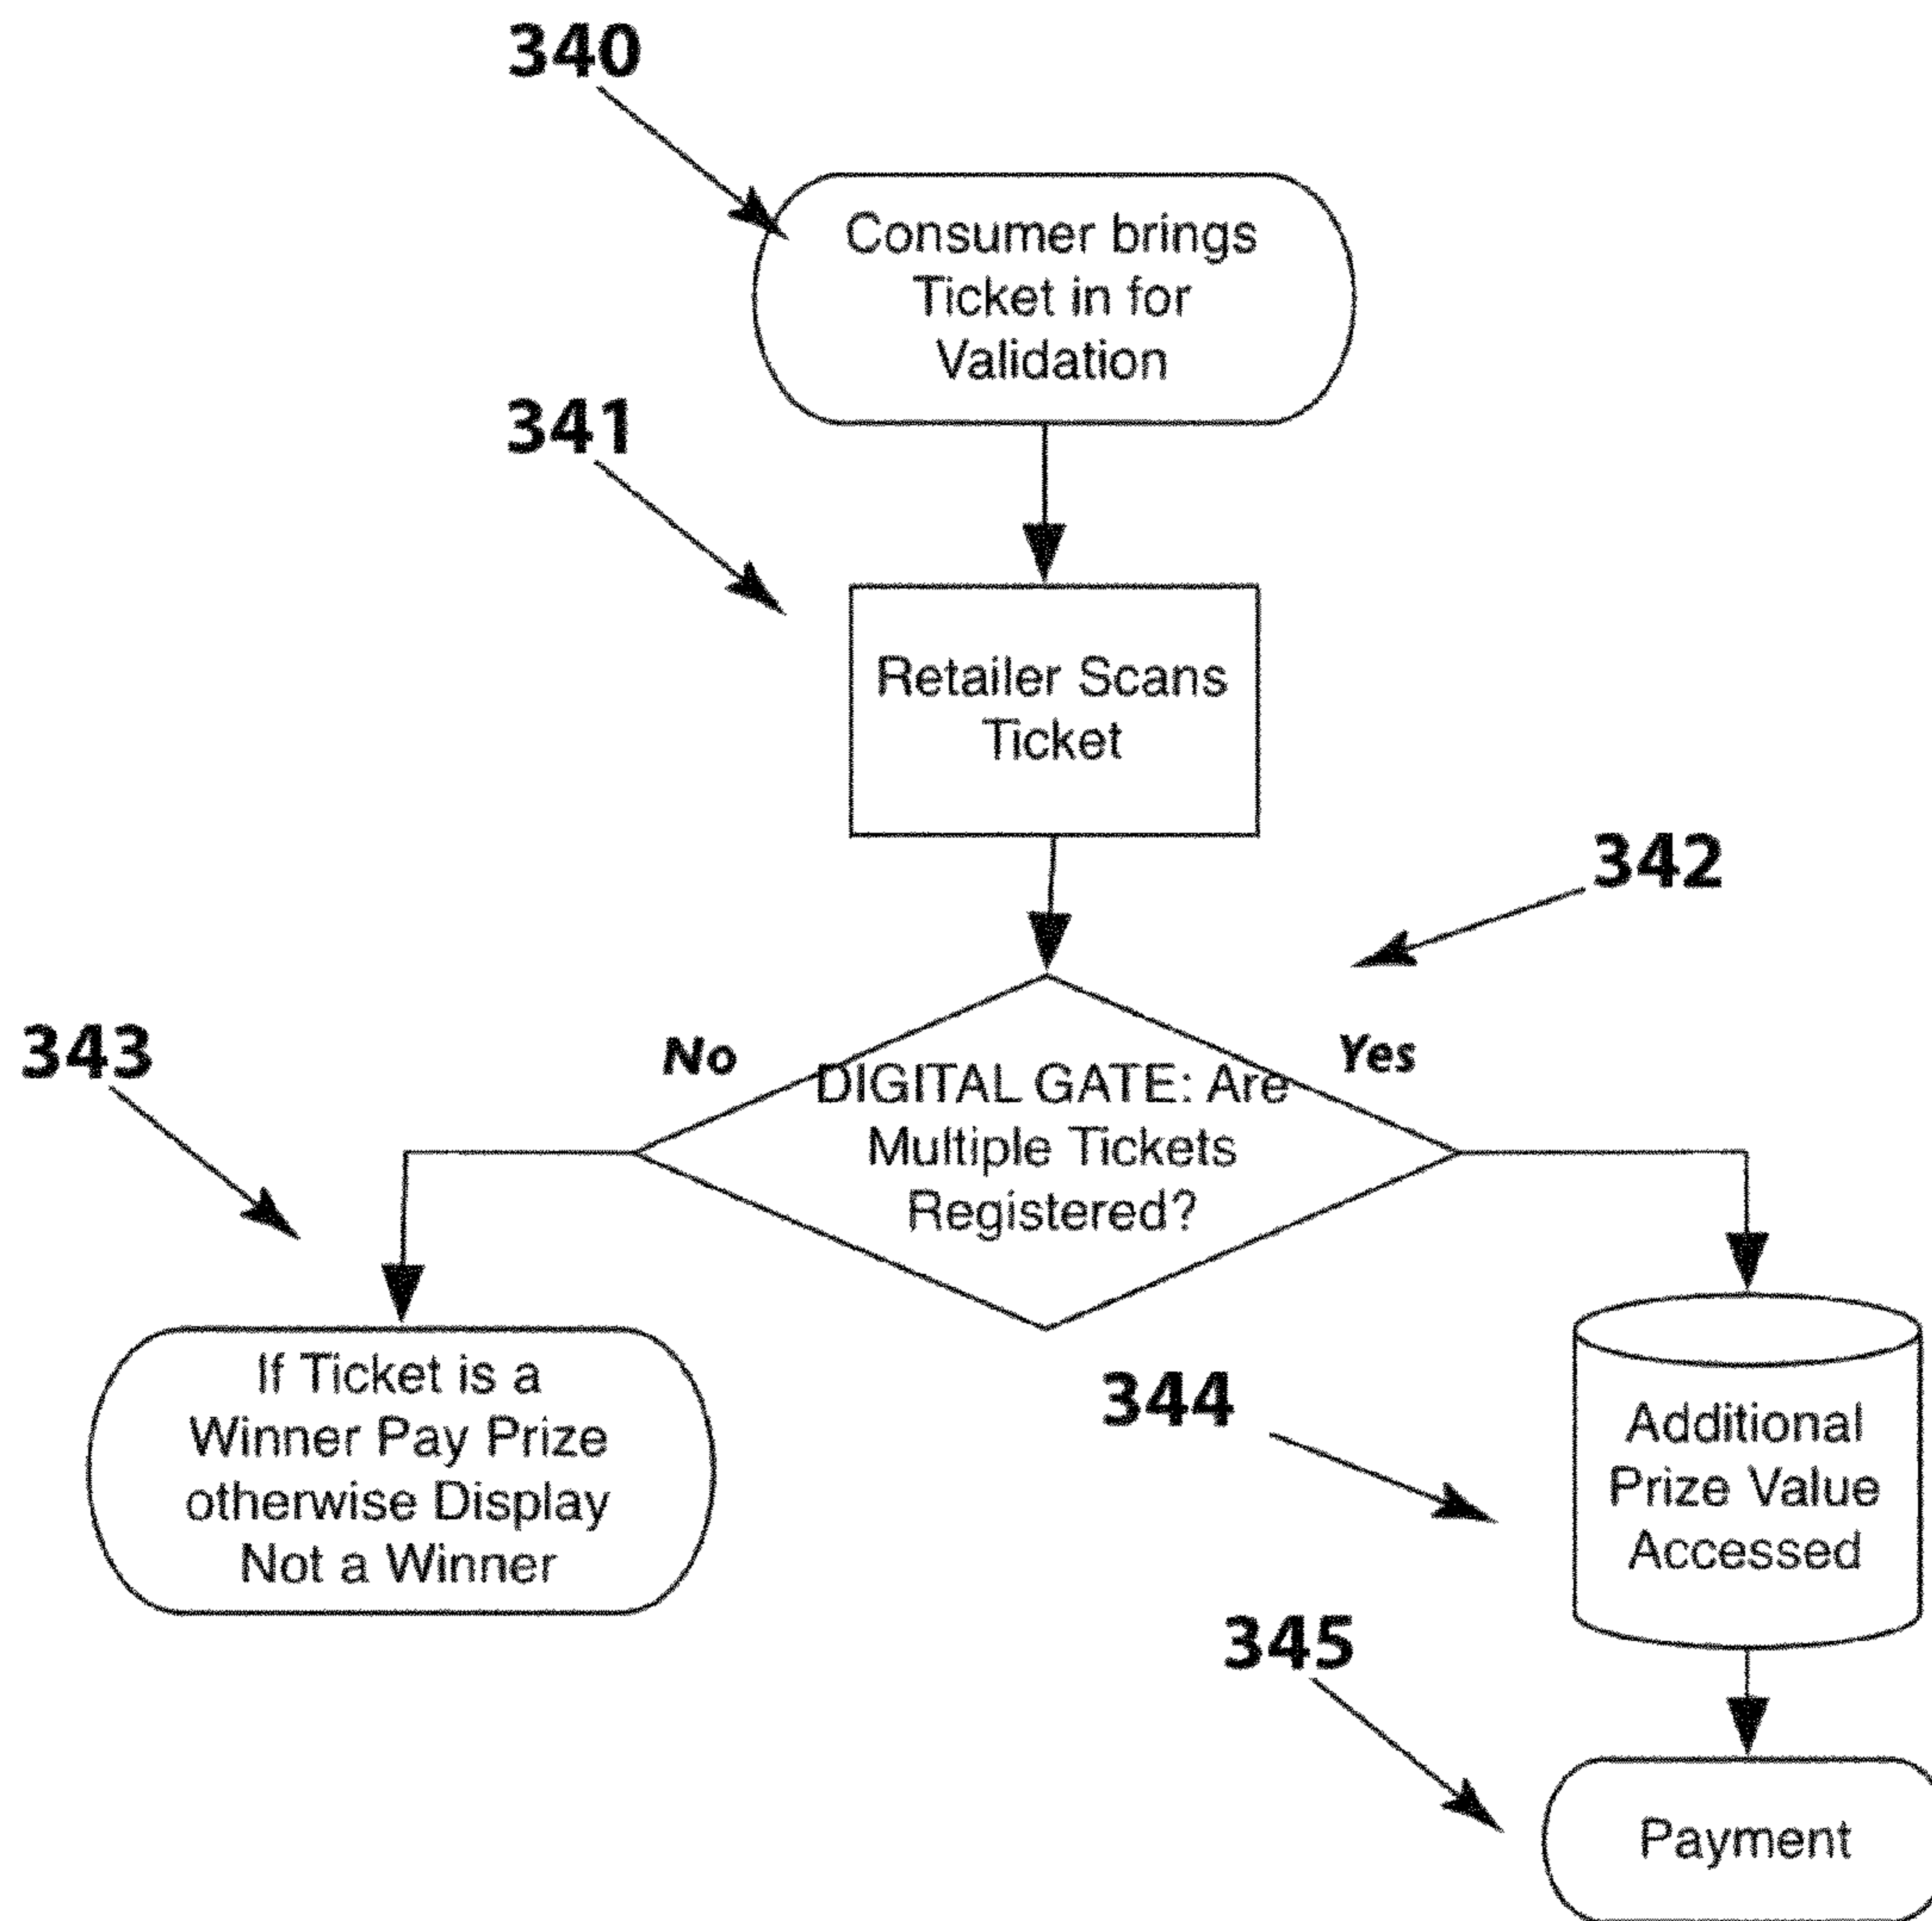 340
Consumer brings
Ticket in for
Validation
341
Retailer Scans
Ticket
342
343
No
Yes
DIGITAL GATE: Are
Multiple Tickets
Registered?
If Ticket is a
Winner Pay Prize
otherwise Display
Not a Winner
344
Additional
Prize Value
Accessed
345
Payment